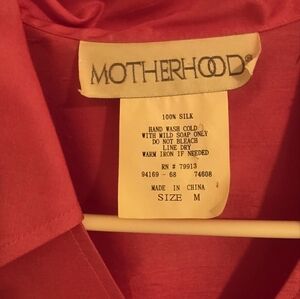 MOTHERHOOD®
100% SILK
HAND WASH COLD
WITH MILD SOAP ONLY
DO NOT BLEACH
LINE DRY
WARM IRON IF NEEDED
RN # 79913
94169 - 68 74608
MADE IN CHINA
SIZE M